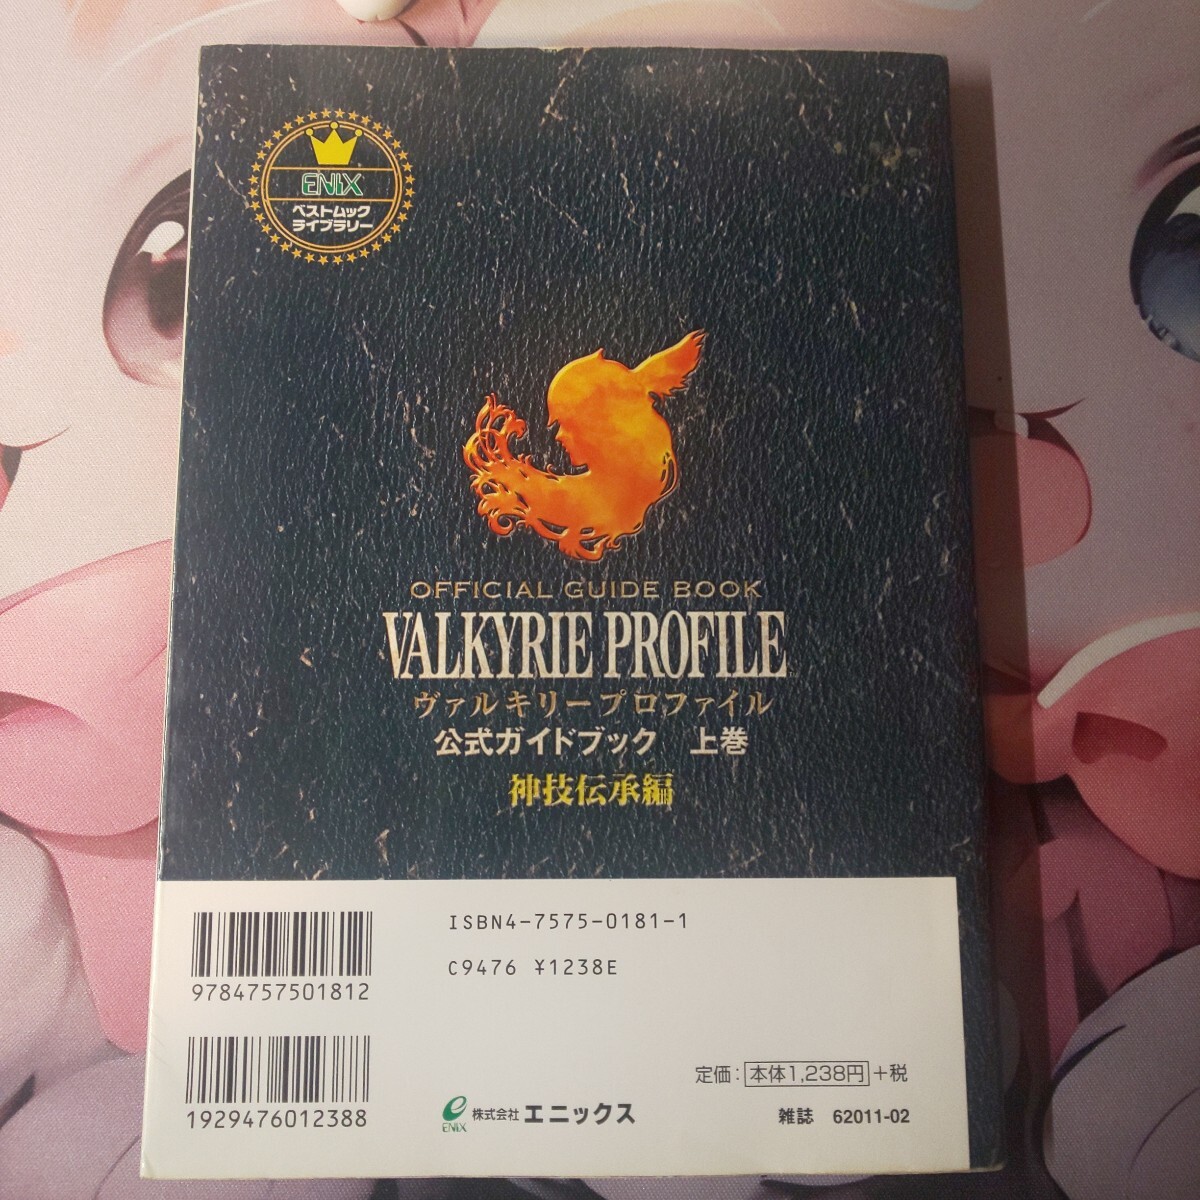 ENIX
ベストムック
ライブラリー
OFFICIAL GUIDE BOOK
VALKYRIE PROFILE
ヴァルキリープロファイル
公式ガイドブック 上巻
神技伝承編
ISBN4-7575-0181-1
C9476 ¥1238E
9784757501812
1929476012388
定価:本体1,238円+税
ENIX 株式会社エニックス
雑誌 62011-02